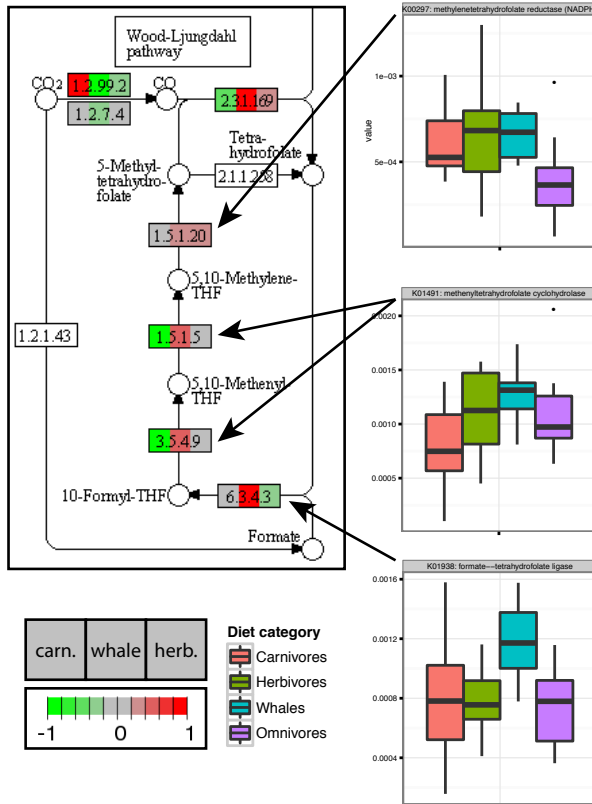 Wood-Ljungdahl
pathway
CO2
1.2.99.2
CO
2.3.1.169
1.2.7.4
Tetra-
hydrofolate
5-Methyl-
tetrahydro-
folate
2.1.1.258
1.5.1.20
5,10-Methylene-
THF
1.2.1.43
1.5.1.5
5,10-Methenyl-
THF
3.5.4.9
10-Formyl-THF
6.3.4.3
Formate
carn. whale herb.
-1 0 1
Diet category
Carnivores
Herbivores
Whales
Omnivores
K00297: methylenetetrahydrofolate reductase (NADPH
1e-03
value
5e-04
K01491: methenyltetrahydrofolate cyclohydrolase
0.0020
0.0015
0.0010
0.0005
K01938: formate--tetrahydrofolate ligase
0.0016
0.0012
0.0008
0.0004